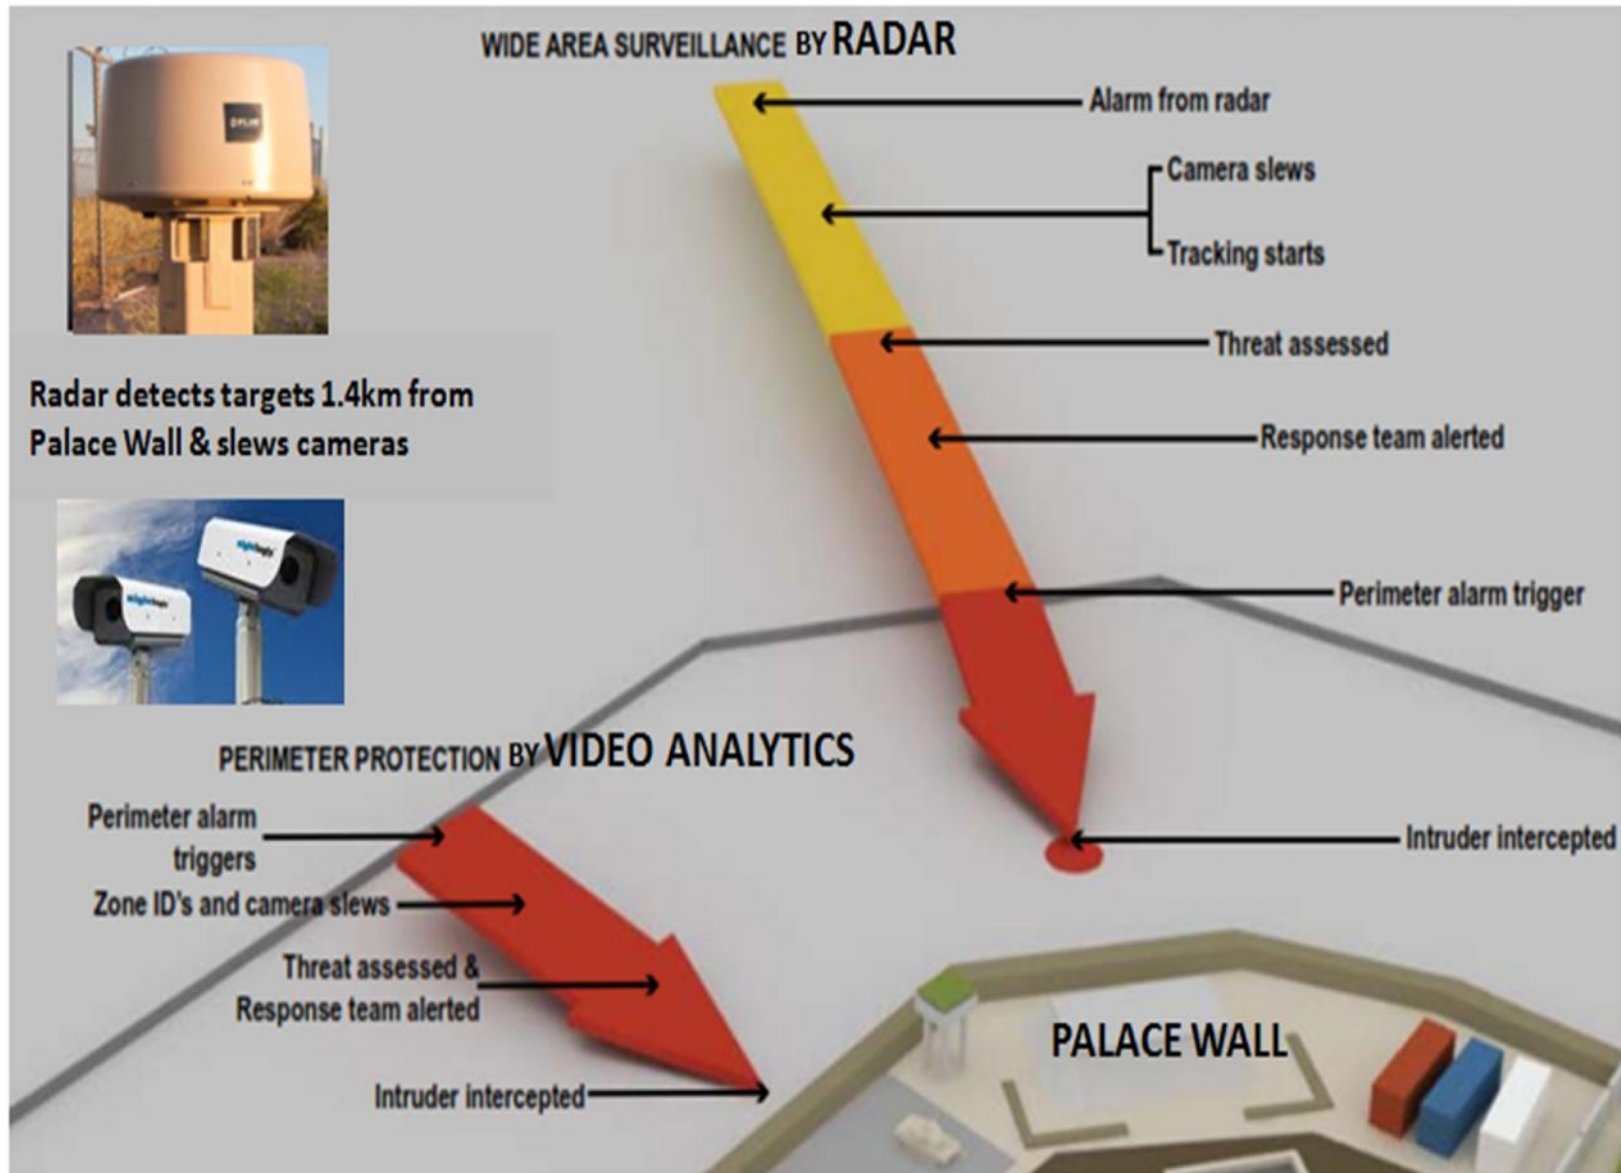 WIDE AREA SURVEILLANCE BY RADAR
Alarm from radar
Camera slews
Tracking starts
Threat assessed
Response team alerted
Perimeter alarm trigger
Intruder intercepted
FLIR
Radar detects targets 1.4km from
Palace Wall & slews cameras
PERIMETER PROTECTION BY VIDEO ANALYTICS
Perimeter alarm
triggers
Zone ID's and camera slews
Threat assessed &
Response team alerted
Intruder intercepted
PALACE WALL